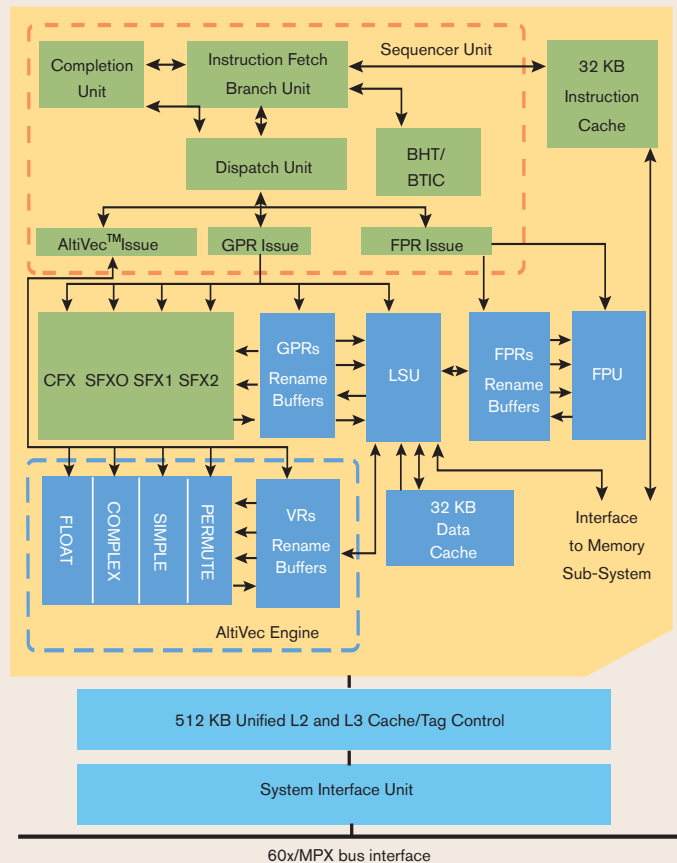 Sequencer Unit
Completion
Unit
Instruction Fetch
Branch Unit
32 KB
Instruction
Cache
Dispatch Unit
BHT/
BTIC
AltiVec™Issue
GPR Issue
FPR Issue
CFX SFXO SFX1 SFX2
GPRs
Rename
Buffers
LSU
FPRs
Rename
Buffers
FPU
FLOAT
COMPLEX
SIMPLE
PERMUTE
VRs
Rename
Buffers
AltiVec Engine
32 KB
Data
Cache
Interface
to Memory
Sub-System
512 KB Unified L2 and L3 Cache/Tag Control
System Interface Unit
60x/MPX bus interface